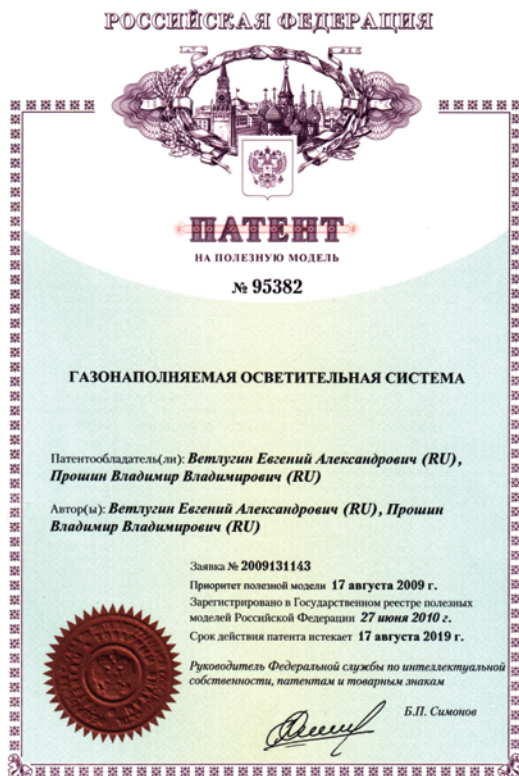 РОССИЙСКАЯ ФЕДЕРАЦИЯ
ПАТЕНТ
НА ПОЛЕЗНУЮ МОДЕЛЬ
№ 95382
ГАЗОНАПОЛНЯЕМАЯ ОСВЕТИТЕЛЬНАЯ СИСТЕМА
Патентообладатель(ли): Ветлугин Евгений Александрович (RU),
Прошин Владимир Владимирович (RU)
Автор(ы): Ветлугин Евгений Александрович (RU), Прошин
Владимир Владимирович (RU)
Заявка № 2009131143
Приоритет полезной модели 17 августа 2009 г.
Зарегистрировано в Государственном реестре полезных
моделей Российской Федерации 27 июня 2010 г.
Срок действия патента истекает 17 августа 2019 г.
Руководитель Федеральной службы по интеллектуальной
собственности, патентам и товарным знакам
Б.П. Симонов